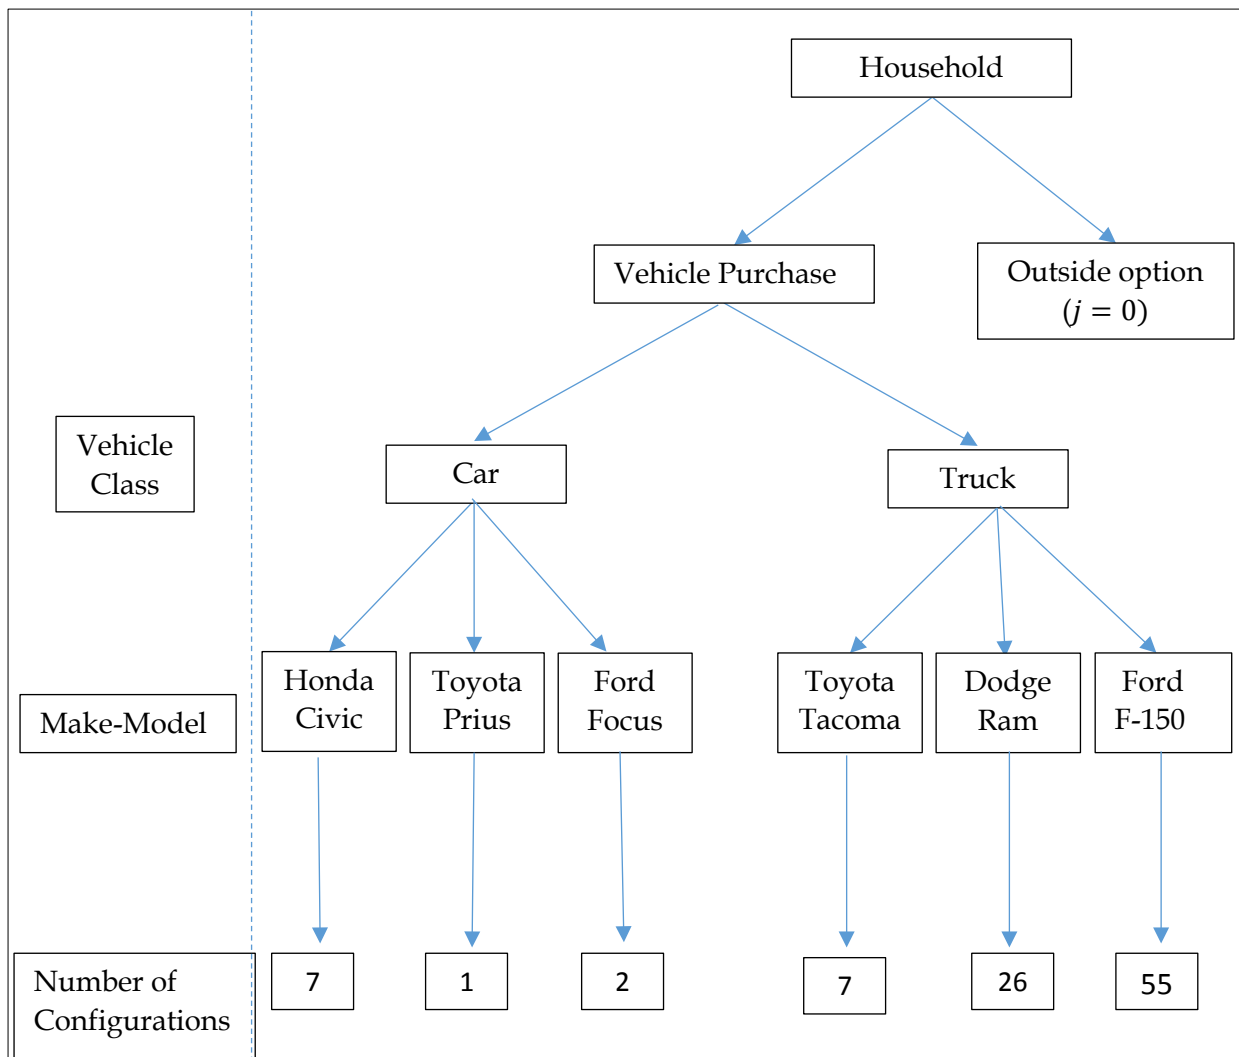 Household
Vehicle Purchase
Outside option
(j = 0)
Vehicle
Class
Car
Truck
Make-Model
Honda
Civic
Toyota
Prius
Ford
Focus
Toyota
Tacoma
Dodge
Ram
Ford
F-150
Number of
Configurations
7
1
2
7
26
55